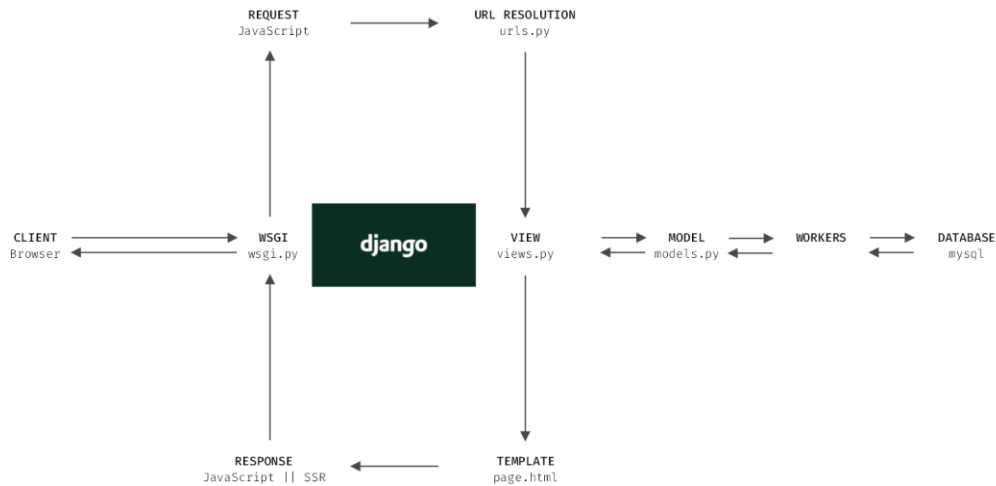 REQUEST
JavaScript
URL RESOLUTION
urls.py
CLIENT
Browser
WSGI
wsgi.py
django
VIEW
views.py
MODEL
models.py
WORKERS
DATABASE
mysql
RESPONSE
JavaScript || SSR
TEMPLATE
page.html